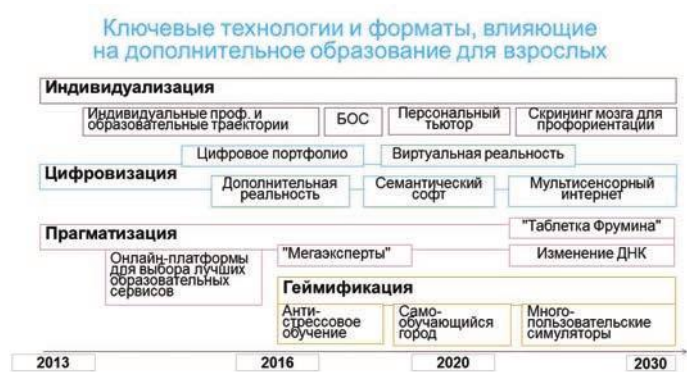 Ключевые технологии и форматы, влияющие
на дополнительное образование для взрослых
Индивидуализация
Индивидуальные проф. и
образовательные траектории
БОС
Персональный
тьютор
Скрининг мозга для
профориентации
Цифровое портфолио
Виртуальная реальность
Цифровизация
Дополнительная
реальность
Семантический
софт
Мультисенсорный
интернет
"Таблетка Фрумина"
Прагматизация
Онлайн-платформы
для выбора лучших
образовательных
сервисов
"Мегаэксперты"
Изменение ДНК
Геймификация
Анти-
стрессовое
обучение
Само-
обучающийся
город
Много-
пользовательские
симуляторы
2013
2016
2020
2030